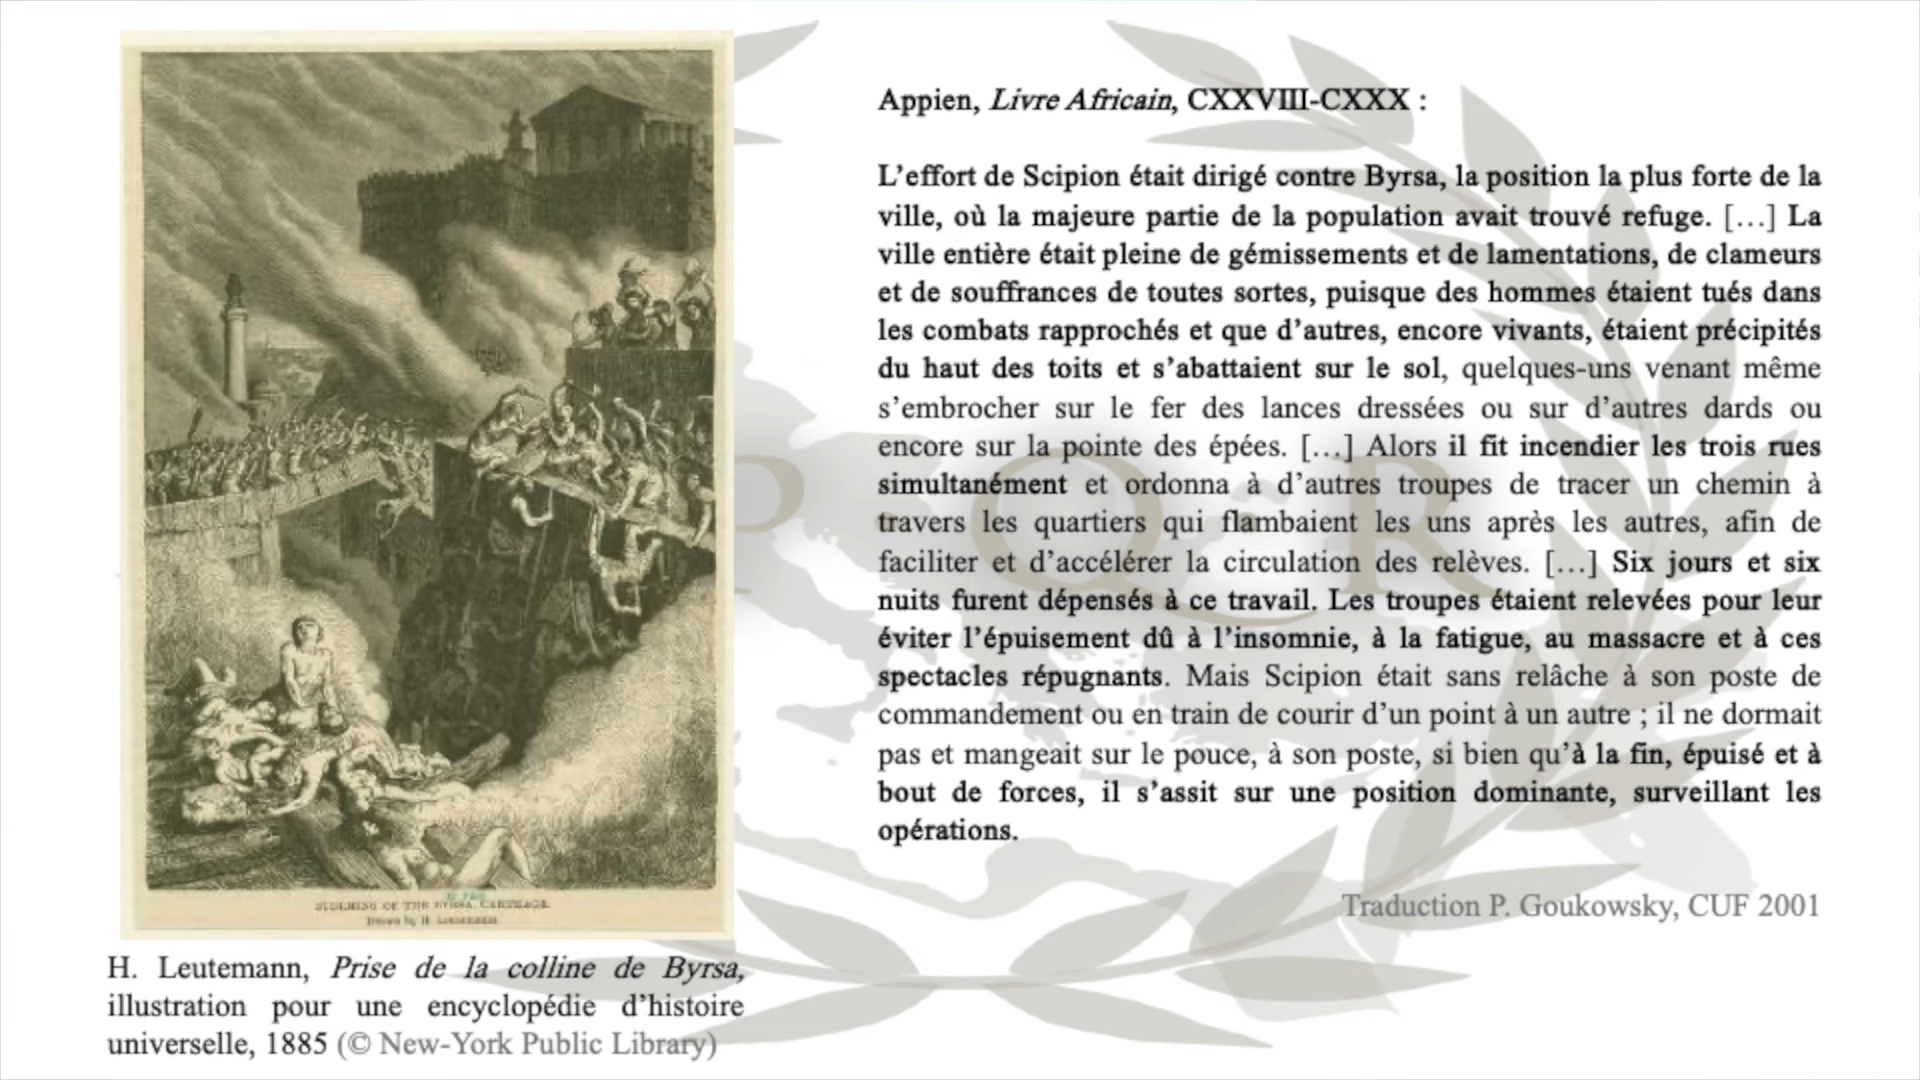 Appien, Livre Africain, CXXVIII-CXXX :
L’effort de Scipion était dirigé contre Byrsa, la position la plus forte de la
ville, où la majeure partie de la population avait trouvé refuge. […] La
ville entière était pleine de gémissements et de lamentations, de clameurs
et de souffrances de toutes sortes, puisque des hommes étaient tués dans
les combats rapprochés et que d’autres, encore vivants, étaient précipités
du haut des toits et s’abattaient sur le sol, quelques-uns venant même
s’embrocher sur le fer des lances dressées ou sur d’autres dards ou
encore sur la pointe des épées. […] Alors il fit incendier les trois rues
simultanément et ordonna à d’autres troupes de tracer un chemin à
travers les quartiers qui flambaient les uns après les autres, afin de
faciliter et d’accélérer la circulation des relèves. […] Six jours et six
nuits furent dépensés à ce travail. Les troupes étaient relevées pour leur
éviter l’épuisement dû à l’insomnie, à la fatigue, au massacre et à ces
spectacles répugnants. Mais Scipion était sans relâche à son poste de
commandement ou en train de courir d’un point à un autre ; il ne dormait
pas et mangeait sur le pouce, à son poste, si bien qu’à la fin, épuisé et à
bout de forces, il s’assit sur une position dominante, surveillant les
opérations.
Traduction P. Goukowsky, CUF 2001
STORMING OF THE BYRSA, CARTHAGE.
Drawn by H. Leutemann
H. Leutemann, Prise de la colline de Byrsa,
illustration pour une encyclopédie d’histoire
universelle, 1885 (© New-York Public Library)
P Q R